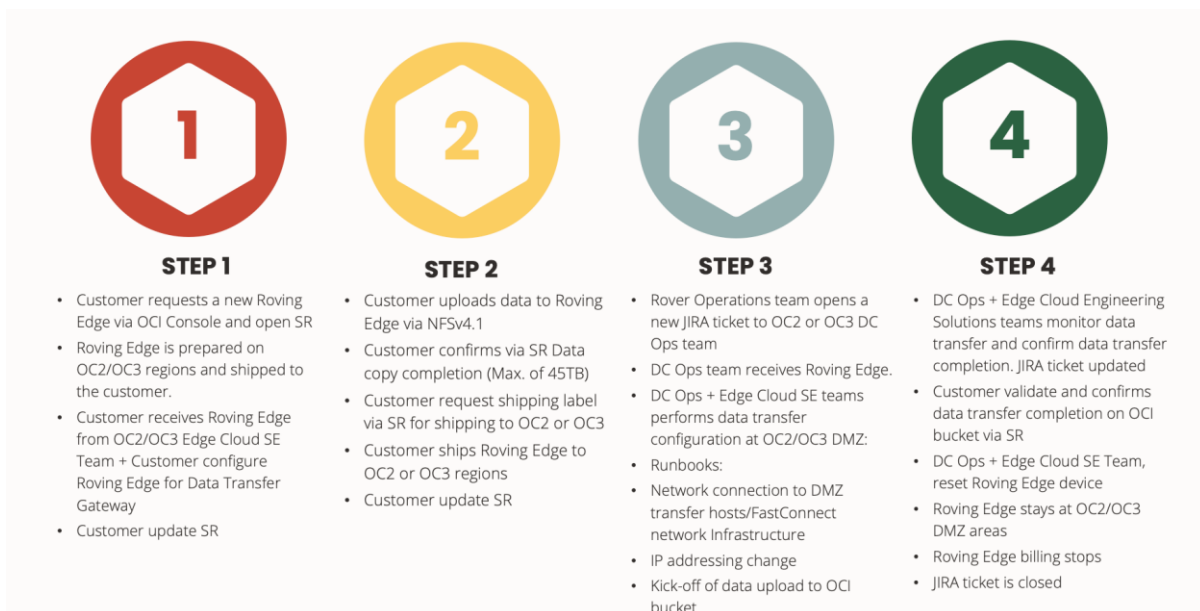 1
STEP 1
• Customer requests a new Roving
Edge via OCI Console and open SR
• Roving Edge is prepared on
OC2/OC3 regions and shipped to
the customer.
• Customer receives Roving Edge
from OC2/OC3 Edge Cloud SE
Team + Customer configure
Roving Edge for Data Transfer
Gateway
• Customer update SR
2
STEP 2
• Customer uploads data to Roving
Edge via NFSv4.1
• Customer confirms via SR Data
copy completion (Max. of 45TB)
• Customer request shipping label
via SR for shipping to OC2 or OC3
• Customer ships Roving Edge to
OC2 or OC3 regions
• Customer update SR
3
STEP 3
• Rover Operations team opens a
new JIRA ticket to OC2 or OC3 DC
Ops team
• DC Ops team receives Roving Edge.
• DC Ops + Edge Cloud SE teams
performs data transfer
configuration at OC2/OC3 DMZ:
• Runbooks:
• Network connection to DMZ
transfer hosts/FastConnect
network Infrastructure
• IP addressing change
• Kick-off of data upload to OCI
bucket
4
STEP 4
• DC Ops + Edge Cloud Engineering
Solutions teams monitor data
transfer and confirm data transfer
completion. JIRA ticket updated
• Customer validate and confirms
data transfer completion on OCI
bucket via SR
• DC Ops + Edge Cloud SE Team,
reset Roving Edge device
• Roving Edge stays at OC2/OC3
DMZ areas
• Roving Edge billing stops
• JIRA ticket is closed